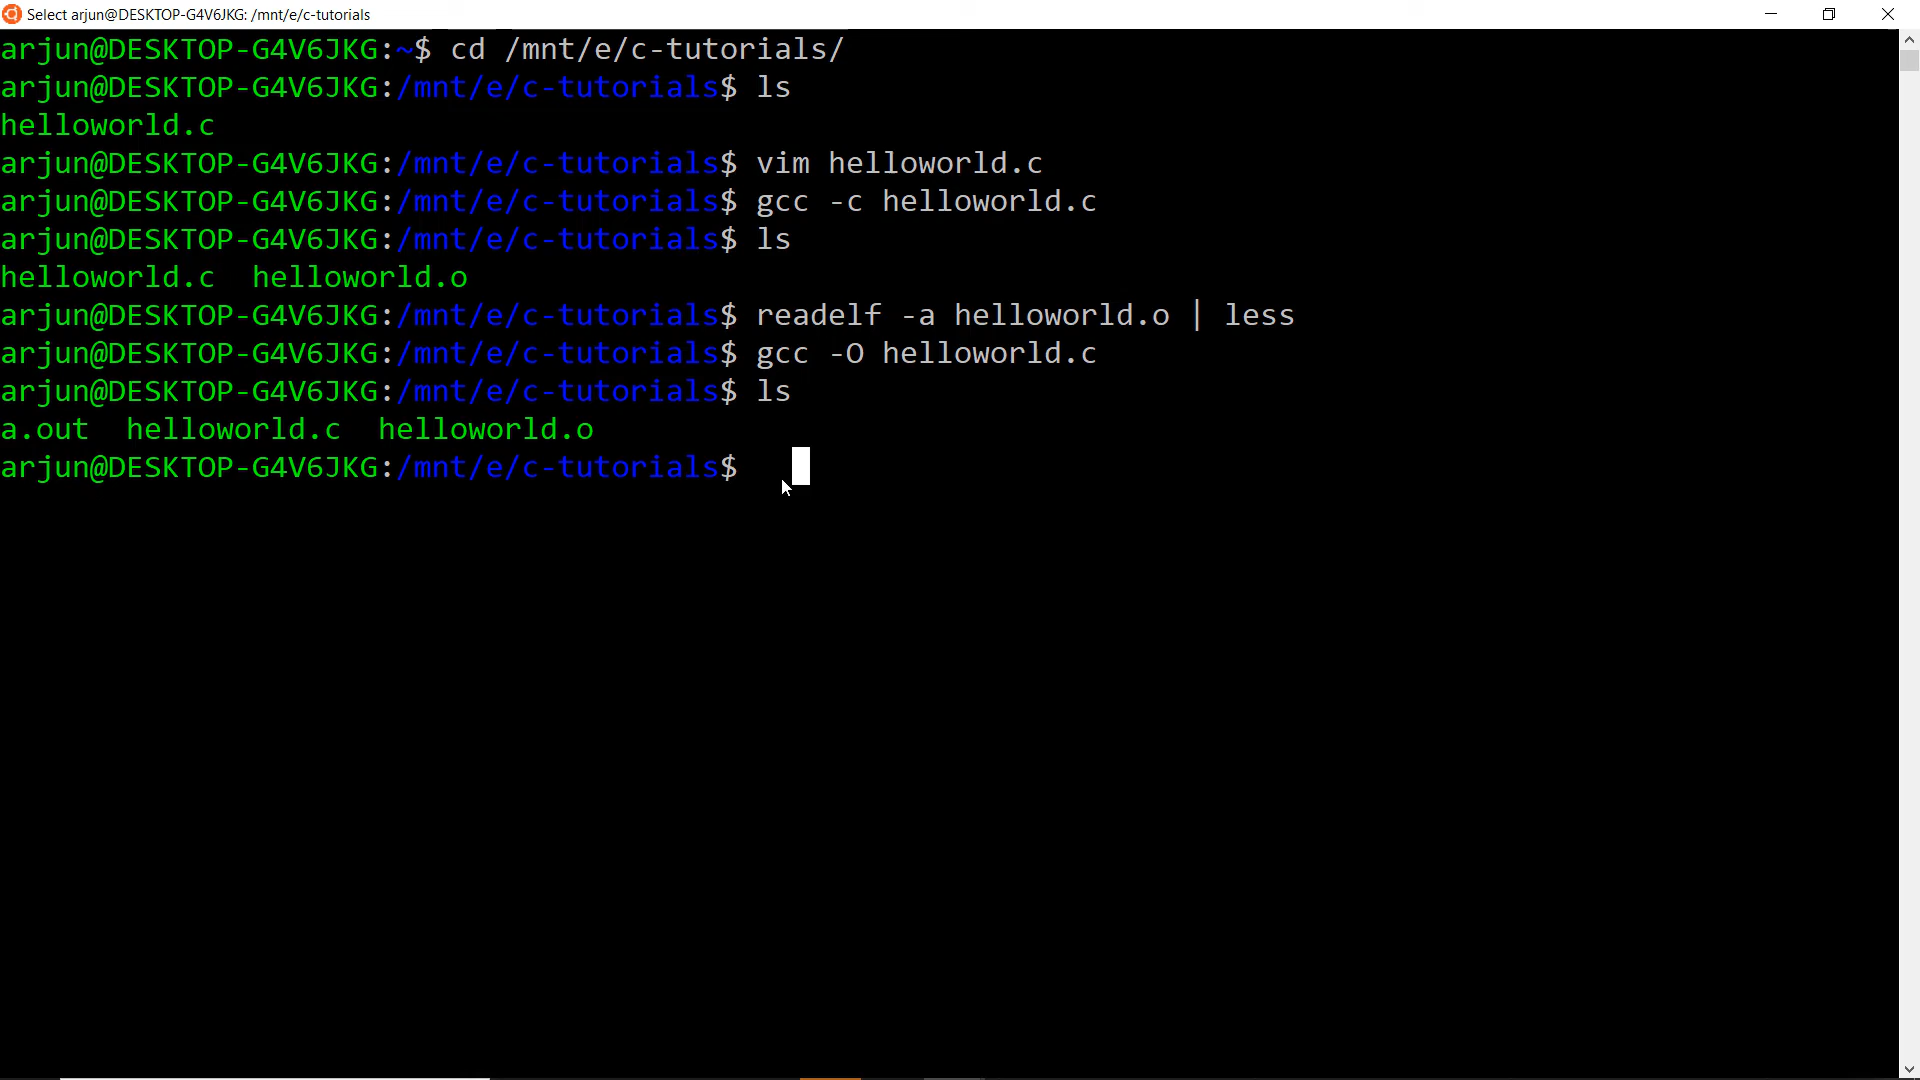 Select arjun@DESKTOP-G4V6JKG: /mnt/e/c-tutorials
arjun@DESKTOP-G4V6JKG:~$ cd /mnt/e/c-tutorials/
arjun@DESKTOP-G4V6JKG:/mnt/e/c-tutorials$ ls
helloworld.c
arjun@DESKTOP-G4V6JKG:/mnt/e/c-tutorials$ vim helloworld.c
arjun@DESKTOP-G4V6JKG:/mnt/e/c-tutorials$ gcc -c helloworld.c
arjun@DESKTOP-G4V6JKG:/mnt/e/c-tutorials$ ls
helloworld.c  helloworld.o
arjun@DESKTOP-G4V6JKG:/mnt/e/c-tutorials$ readelf -a helloworld.o | less
arjun@DESKTOP-G4V6JKG:/mnt/e/c-tutorials$ gcc -O helloworld.c
arjun@DESKTOP-G4V6JKG:/mnt/e/c-tutorials$ ls
a.out  helloworld.c  helloworld.o
arjun@DESKTOP-G4V6JKG:/mnt/e/c-tutorials$